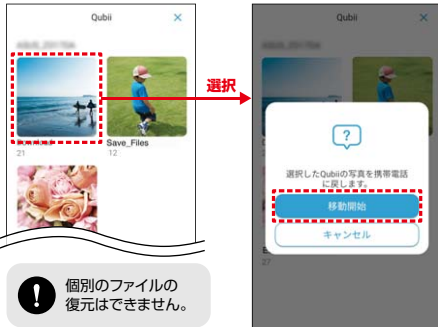 Qubii
×
Download
21
Save_Files
12
選択
個別のファイルの
復元はできません。
Qubii
?
選択したQubiiの写真を携帯電話
に戻します。
移動開始
キャンセル
27